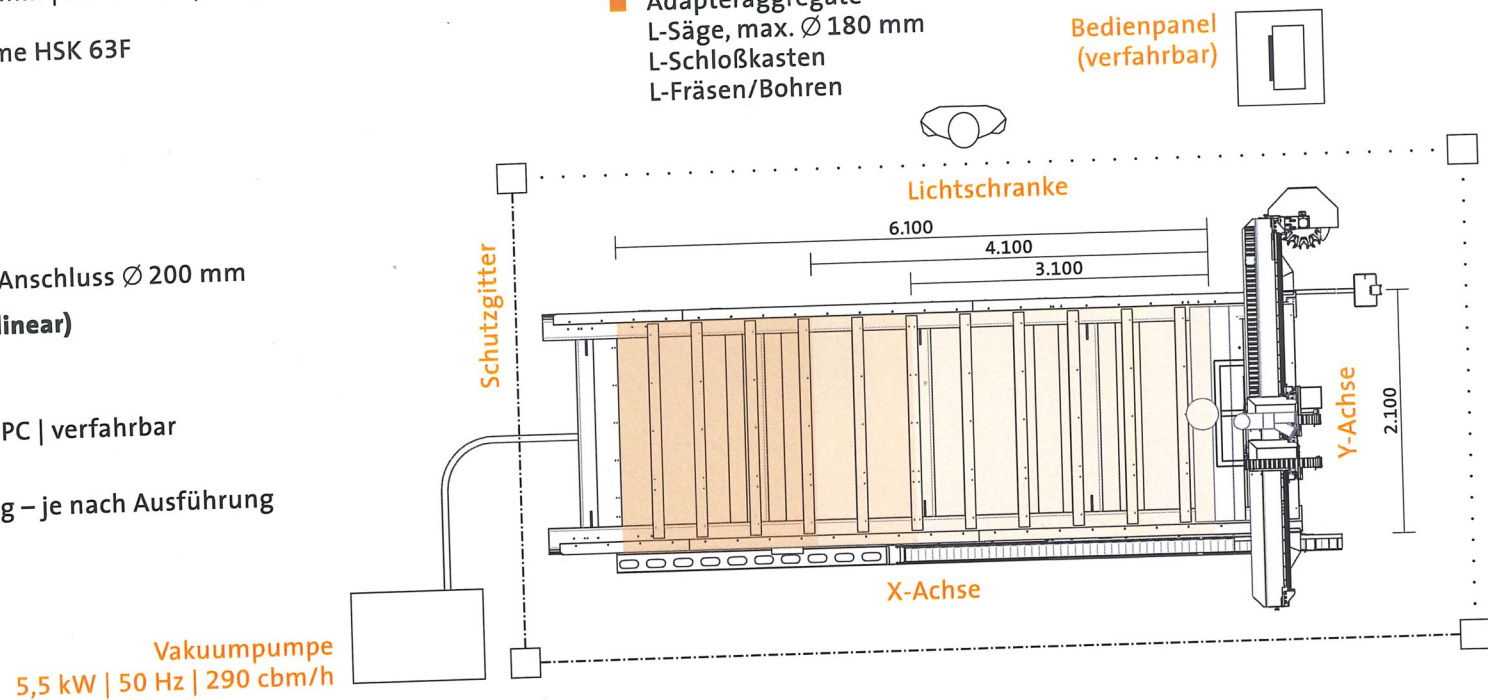 me HSK 63F
Adapteraggregate
L-Säge, max. Ø 180 mm
L-Schloßkasten
L-Fräsen/Bohren
Bedienpanel
(verfahrbar)
Lichtschranke
6.100
4.100
3.100
Schutzgitter
Anschluss Ø 200 mm
linear)
PC | verfahrbar
g – je nach Ausführung
Y-Achse
2.100
X-Achse
Vakuumpumpe
5,5 kW | 50 Hz | 290 cbm/h